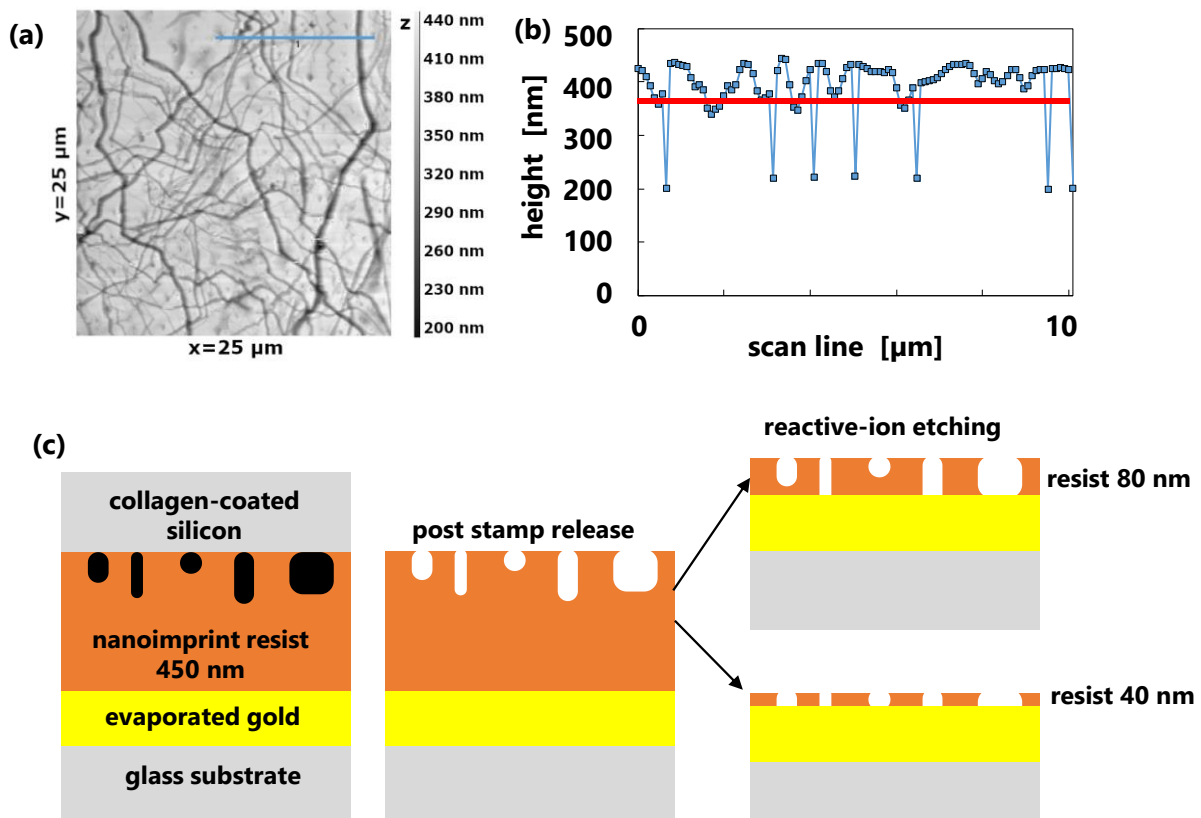 (a)
z
440 nm
410 nm
380 nm
350 nm
320 nm
290 nm
260 nm
230 nm
200 nm
1
y=25 µm
x=25 µm
(b)
500
400
300
200
100
0
height [nm]
0
10
scan line [µm]
(c)
collagen-coated
silicon
nanoimprint resist
450 nm
evaporated gold
glass substrate
post stamp release
reactive-ion etching
resist 80 nm
resist 40 nm